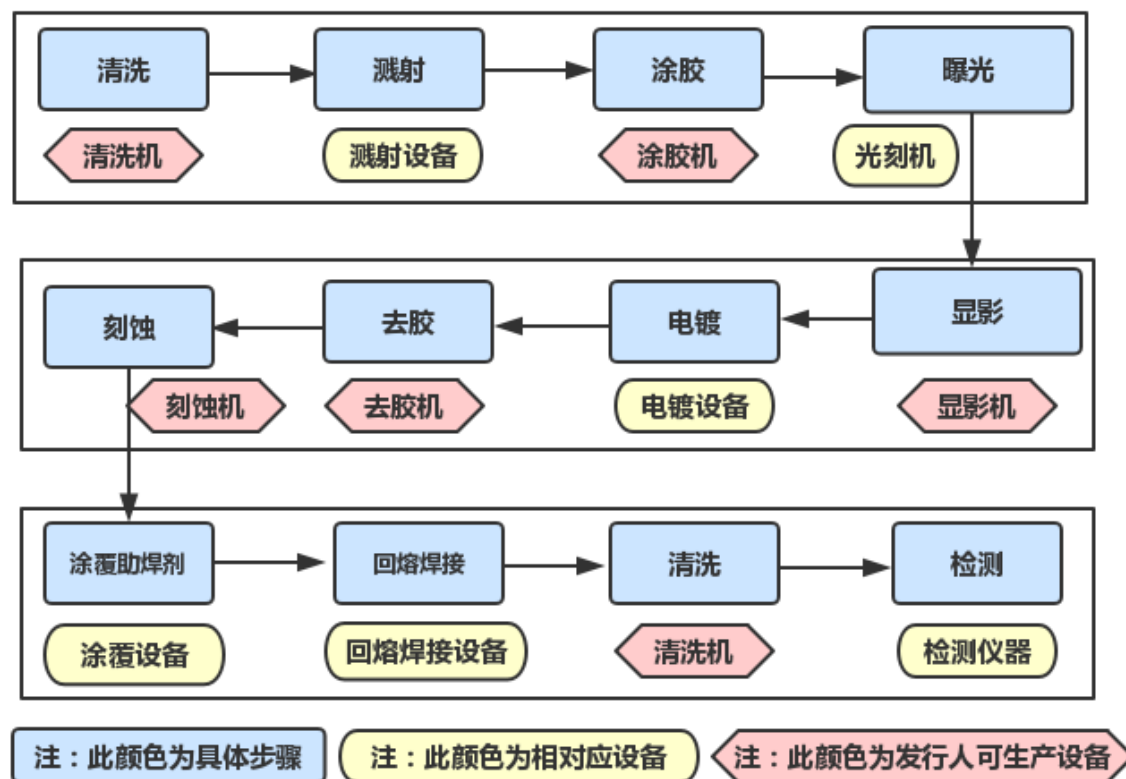 清洗
溅射
涂胶
曝光
清洗机
溅射设备
涂胶机
光刻机
刻蚀
去胶
电镀
显影
刻蚀机
去胶机
电镀设备
显影机
涂覆助焊剂
回熔焊接
清洗
检测
涂覆设备
回熔焊接设备
清洗机
检测仪器
注：此颜色为具体步骤
注：此颜色为相对应设备
注：此颜色为发行人可生产设备